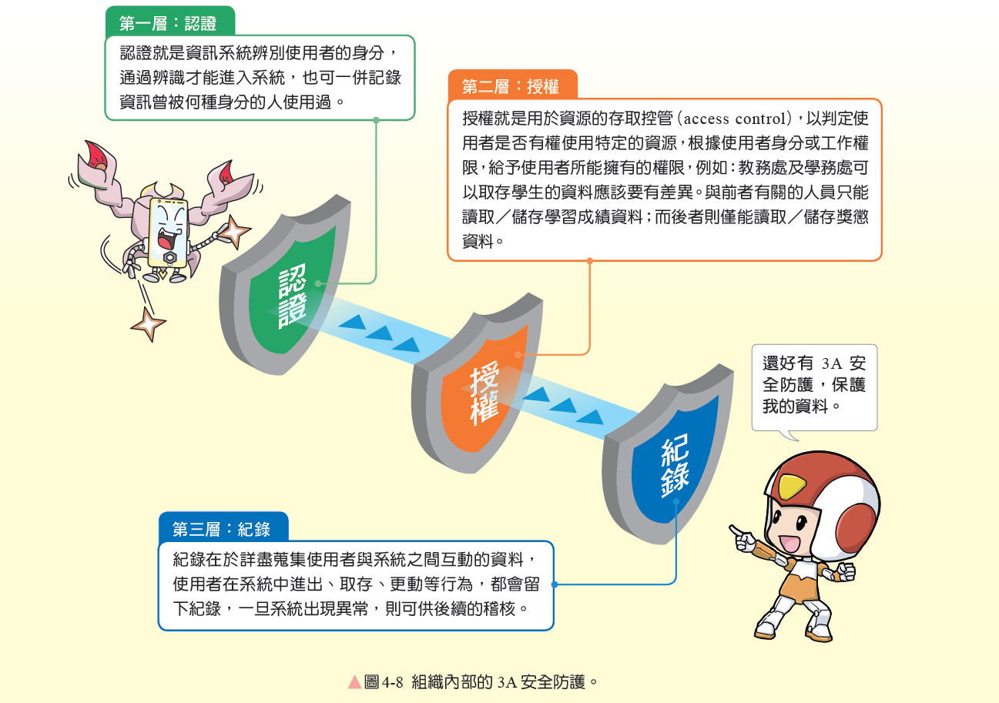 第一層：認證
認證就是資訊系統辨別使用者的身分，
通過辨識才能進入系統，也可一併記錄
資訊曾被何種身分的人使用過。
第二層：授權
授權就是用於資源的存取控管（access control），以判定使
用者是否有權使用特定的資源，根據使用者身分或工作權
限，給予使用者所能擁有的權限，例如：教務處及學務處可
以取存學生的資料應該要有差異。與前者有關的人員只能
讀取／儲存學習成績資料；而後者則僅能讀取／儲存獎懲
資料。
認證
授權
紀錄
還好有 3A 安
全防護，保護
我的資料。
第三層：紀錄
紀錄在於詳盡蒐集使用者與系統之間互動的資料，
使用者在系統中進出、取存、更動等行為，都會留
下紀錄，一旦系統出現異常，則可供後續的稽核。
▲圖4-8 組織內部的 3A 安全防護。